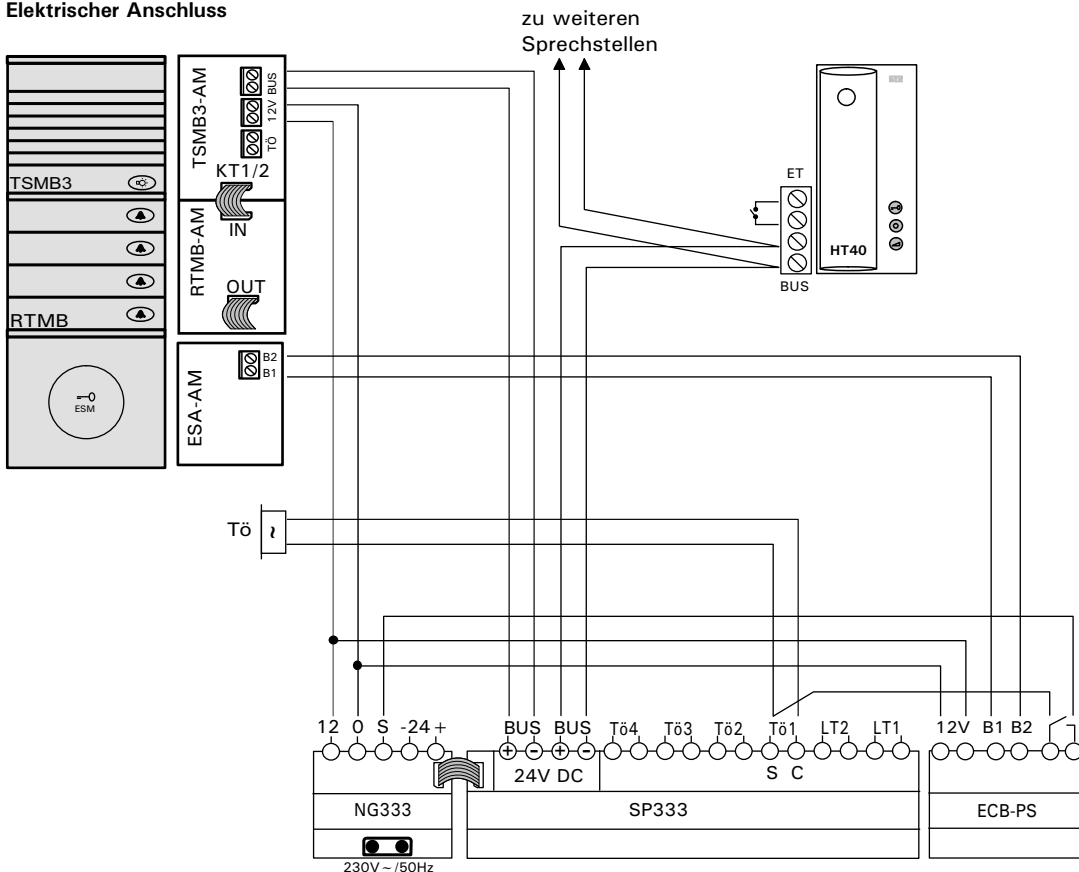 Elektrischer Anschluss
zu weiteren
Sprechstellen
TSMB3-AM
BUS
12V
TÖ
KT1/2
TSMB3
RTMB-AM
IN
OUT
RTMB
ET
HT40
BUS
ESA-AM
B2
B1
ESM
Tö
~
12 0 S -24 +
BUS BUS Tö4 Tö3 Tö2 Tö1 LT2 LT1
12V B1 B2
+ - + -
24V DC
S C
NG333
SP333
ECB-PS
230V~/50Hz